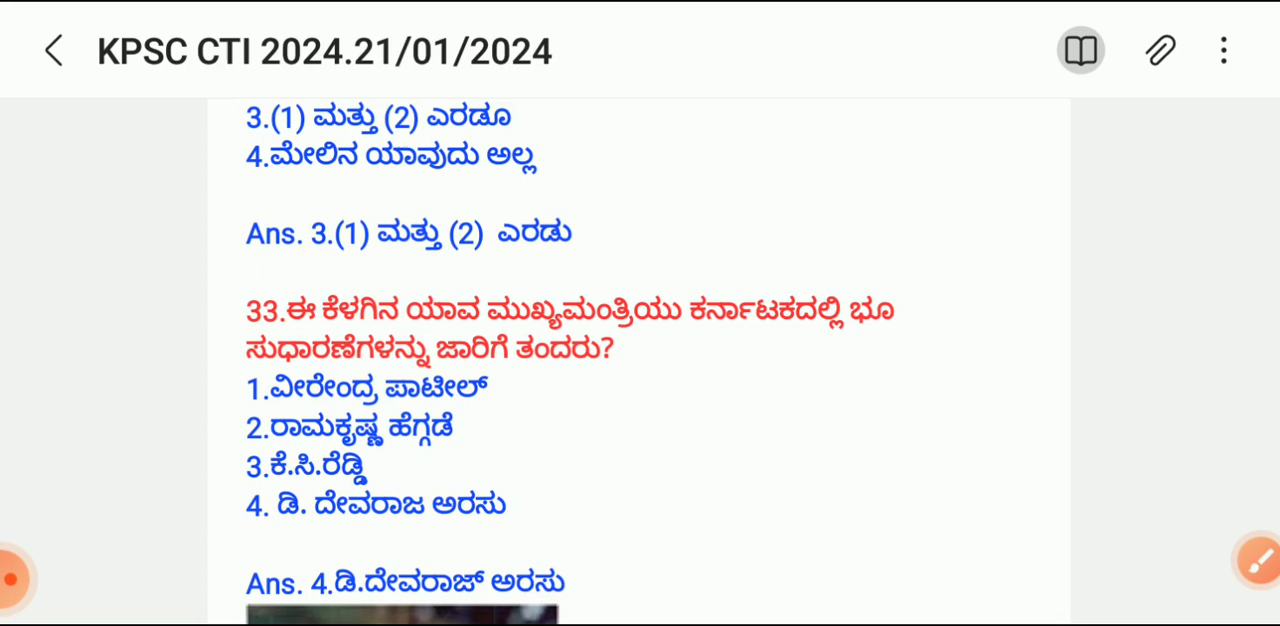 KPSC CTI 2024.21/01/2024
3.(1) ಮತ್ತು (2) ಎರಡೂ
4.ಮೇಲಿನ ಯಾವುದು ಅಲ್ಲ
Ans. 3.(1) ಮತ್ತು (2) ಎರಡು
33.ಈ ಕೆಳಗಿನ ಯಾವ ಮುಖ್ಯಮಂತ್ರಿಯು ಕರ್ನಾಟಕದಲ್ಲಿ ಭೂ
ಸುಧಾರಣೆಗಳನ್ನು ಜಾರಿಗೆ ತಂದರು?
1.ವೀರೇಂದ್ರ ಪಾಟೀಲ್
2.ರಾಮಕೃಷ್ಣ ಹೆಗ್ಗಡೆ
3.ಕೆ.ಸಿ.ರೆಡ್ಡಿ
4. ಡಿ. ದೇವರಾಜ ಅರಸು
Ans. 4.ಡಿ.ದೇವರಾಜ್ ಅರಸು